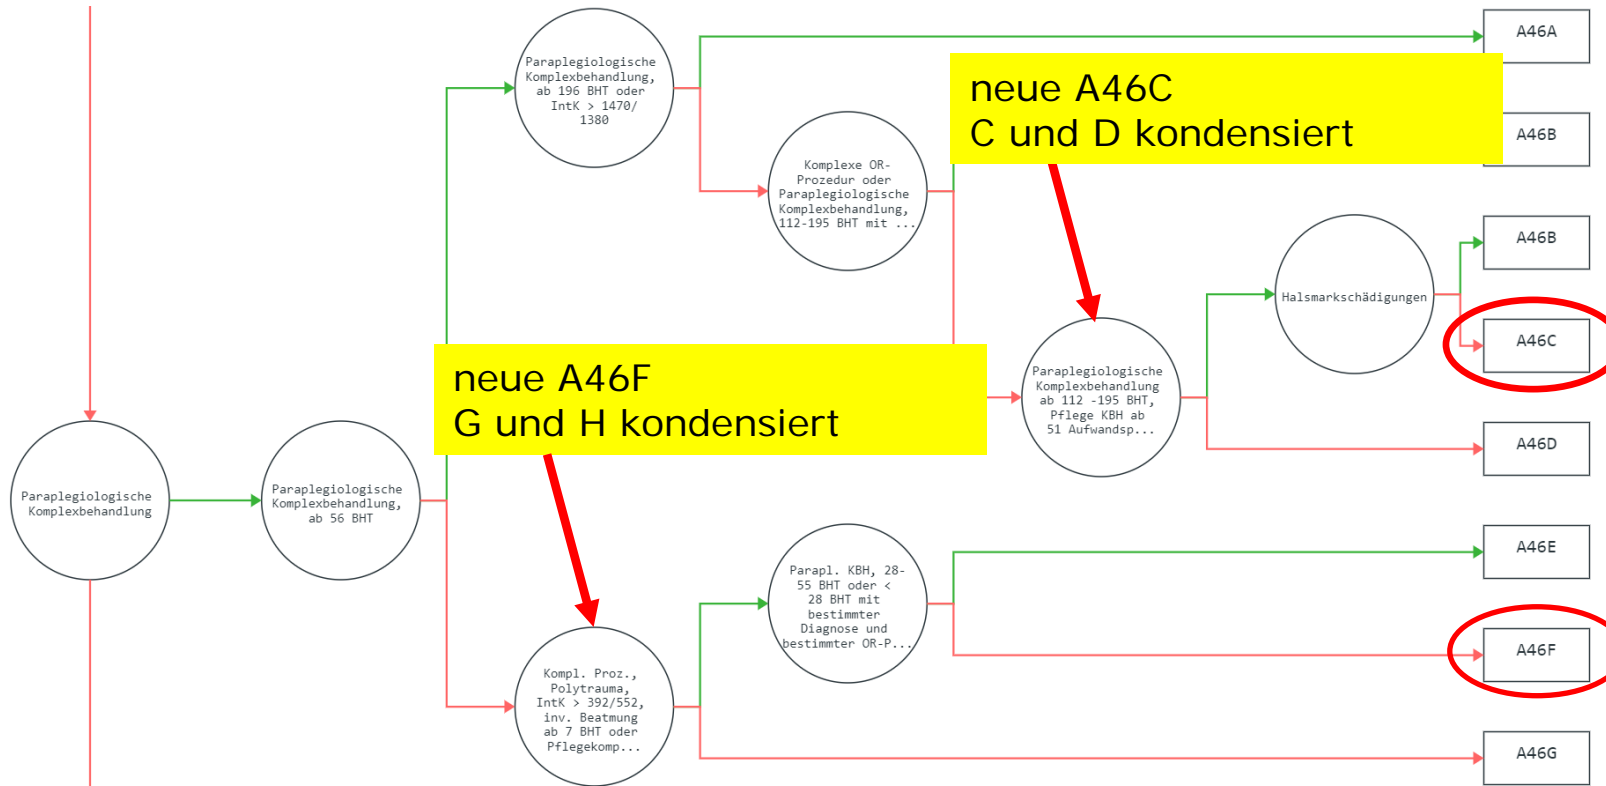 A46A
Paraplegiologische
Komplexbehandlung,
ab 196 BHT oder
IntK > 1470/
1380
neue A46C
C und D kondensiert
A46B
Komplexe OR-
Prozedur oder
Paraplegiologische
Komplexbehandlung,
112-195 BHT mit ...
A46B
Halsmarkschädigungen
A46C
neue A46F
G und H kondensiert
Paraplegiologische
Komplexbehandlung
ab 112 -195 BHT,
Pflege KBH ab
51 Aufwandsp...
A46D
Paraplegiologische
Komplexbehandlung
Paraplegiologische
Komplexbehandlung,
ab 56 BHT
A46E
Parapl. KBH, 28-
55 BHT oder <
28 BHT mit
bestimmter
Diagnose und
bestimmter OR-P...
A46F
Kompl. Proz.,
Polytrauma,
IntK > 392/552,
inv. Beatmung
ab 7 BHT oder
Pflegekomp...
A46G